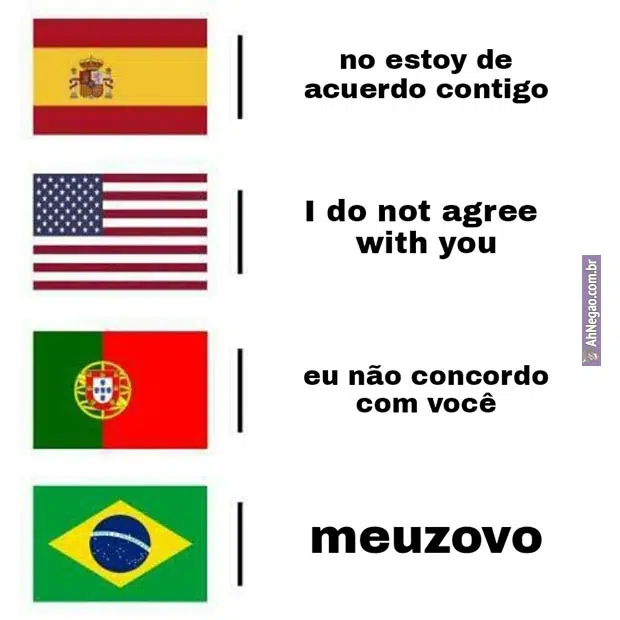 no estoy de
acuerdo contigo
I do not agree
with you
eu não concordo
com você
meuzovo
AhNegao.com.br